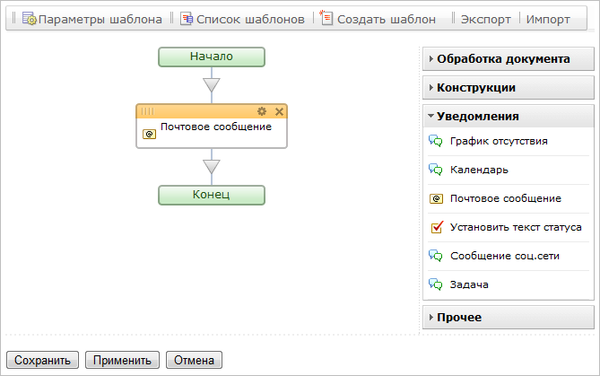 Параметры шаблона Список шаблонов Создать шаблон Экспорт Импорт
Начало
Почтовое сообщение
Конец
Обработка документа
Конструкции
Уведомления
График отсутствия
Календарь
Почтовое сообщение
Установить текст статуса
Сообщение соц.сети
Задача
Прочее
Сохранить Применить Отмена